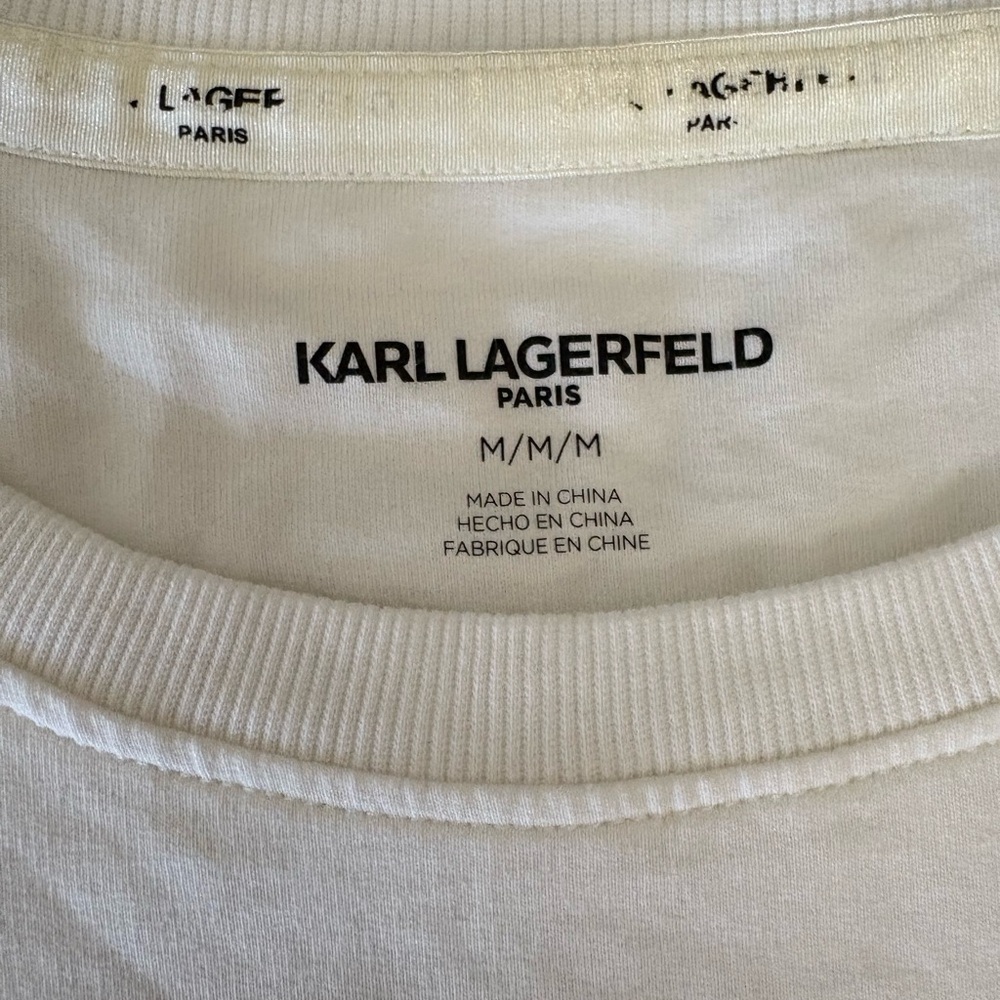 PARIS
KARL LAGERFELD
PARIS
M/M/M
MADE IN CHINA
HECHO EN CHINA
FABRIQUE EN CHINE